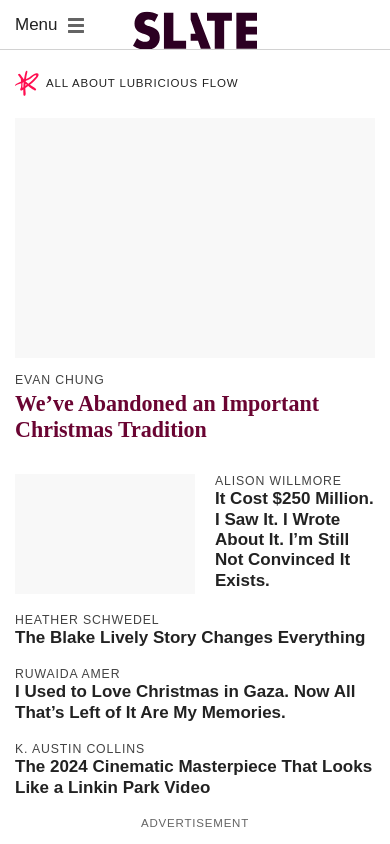 Menu
SLATE
ALL ABOUT LUBRICIOUS FLOW
EVAN CHUNG
We’ve Abandoned an Important
Christmas Tradition
ALISON WILLMORE
It Cost $250 Million.
I Saw It. I Wrote
About It. I’m Still
Not Convinced It
Exists.
HEATHER SCHWEDEL
The Blake Lively Story Changes Everything
RUWAIDA AMER
I Used to Love Christmas in Gaza. Now All
That’s Left of It Are My Memories.
K. AUSTIN COLLINS
The 2024 Cinematic Masterpiece That Looks
Like a Linkin Park Video
ADVERTISEMENT